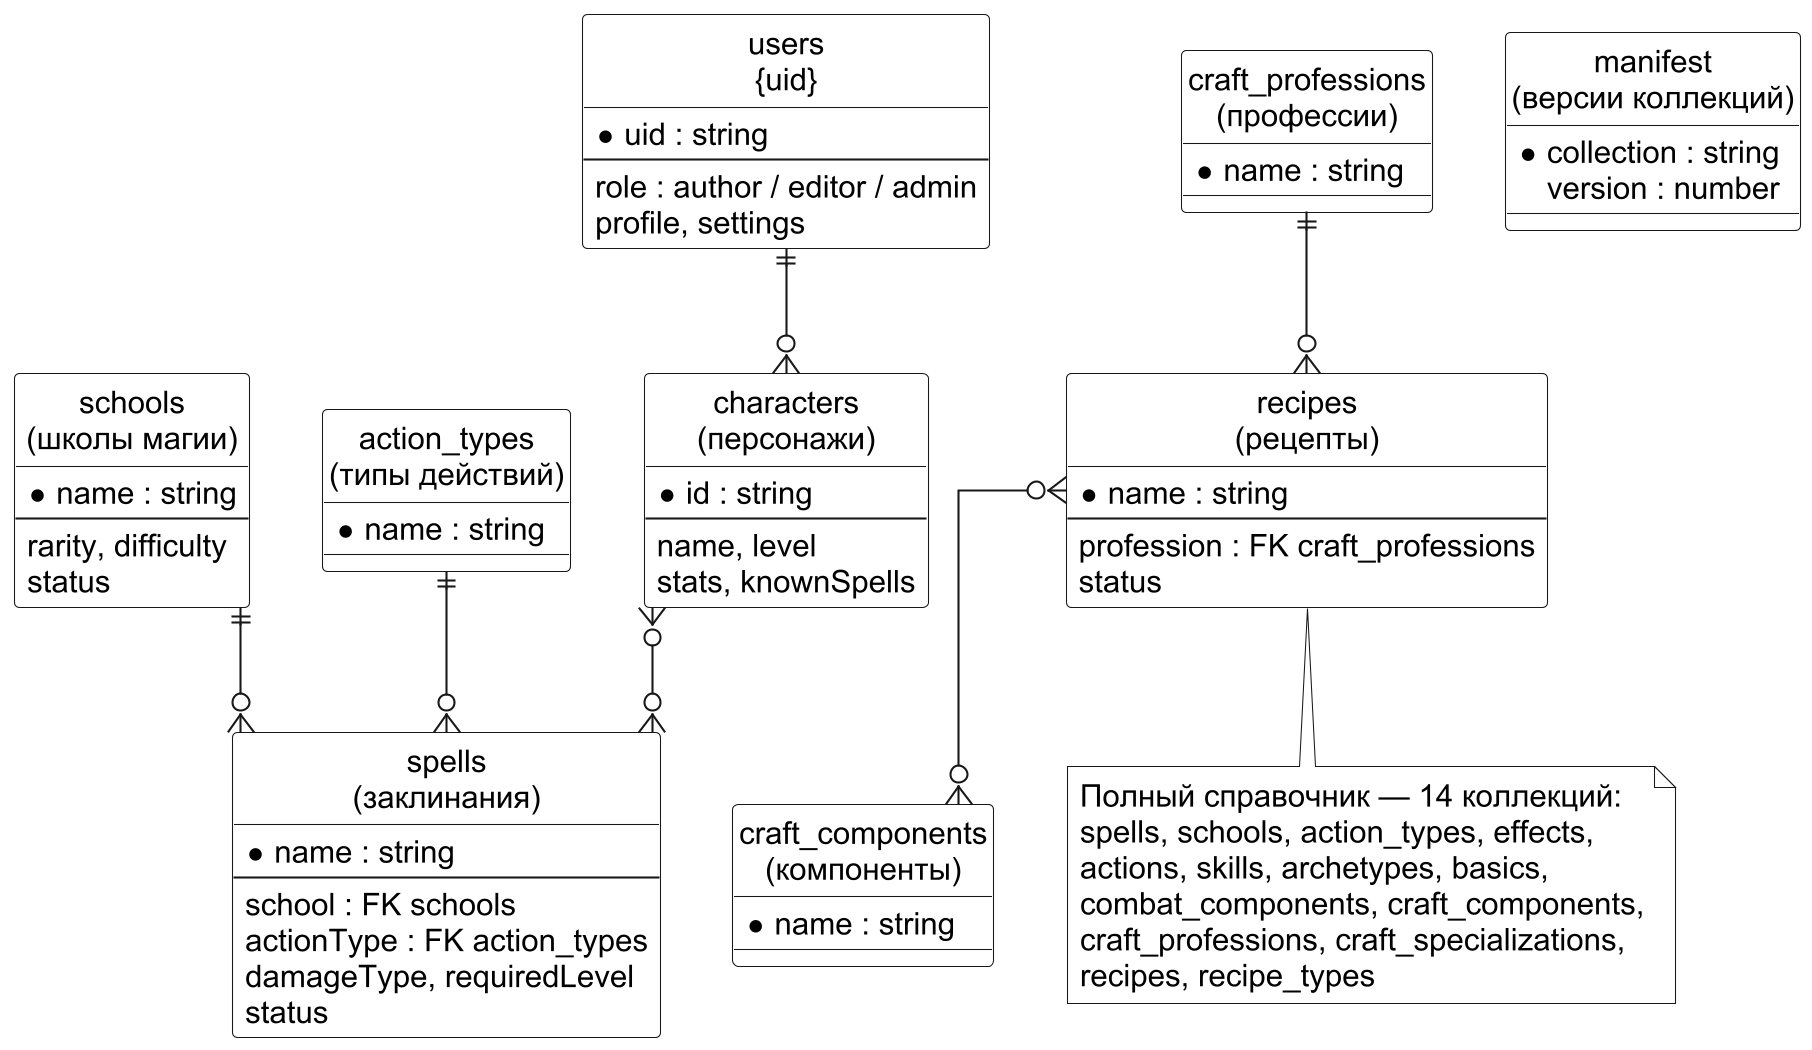 users
{uid}
● uid : string
role : author / editor / admin
profile, settings
craft_professions
(профессии)
● name : string
manifest
(версии коллекций)
● collection : string
version : number
schools
(школы магии)
● name : string
rarity, difficulty
status
action_types
(типы действий)
● name : string
characters
(персонажи)
● id : string
name, level
stats, knownSpells
recipes
(рецепты)
● name : string
profession : FK craft_professions
status
spells
(заклинания)
● name : string
school : FK schools
actionType : FK action_types
damageType, requiredLevel
status
craft_components
(компоненты)
● name : string
Полный справочник — 14 коллекций:
spells, schools, action_types, effects,
actions, skills, archetypes, basics,
combat_components, craft_components,
craft_professions, craft_specializations,
recipes, recipe_types